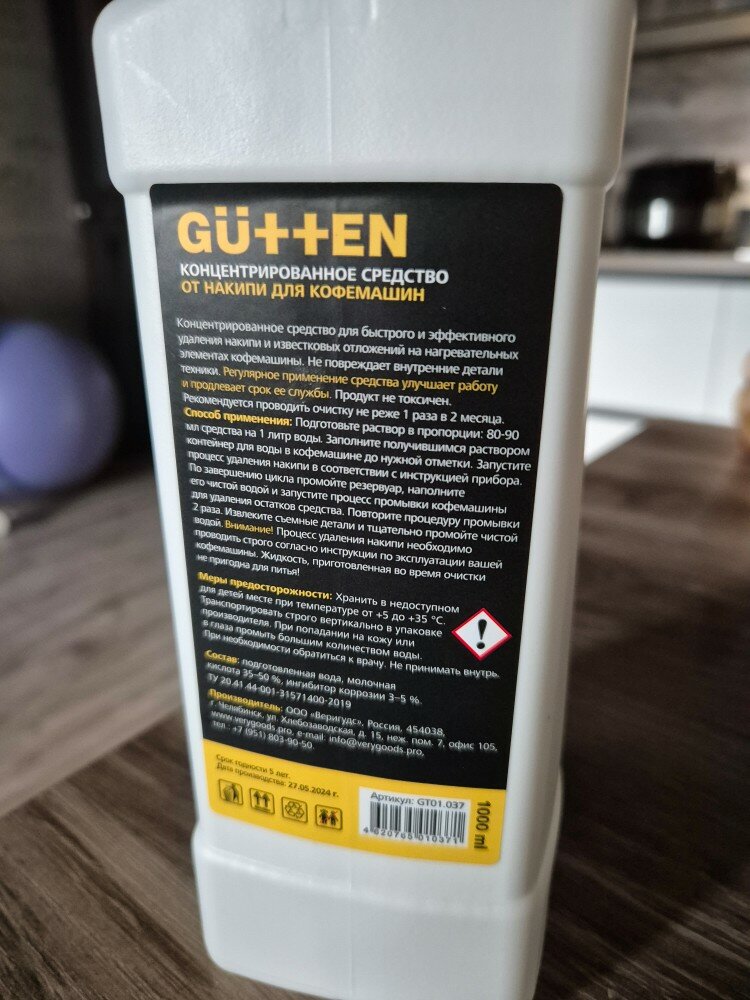 GÜttEN
КОНЦЕНТРИРОВАННОЕ СРЕДСТВО
ОТ НАКИПИ ДЛЯ КОФЕМАШИН
Концентрированное средство для быстрого и эффективного
удаления накипи и известковых отложений на нагревательных
элементах кофемашины. Не повреждает внутренние детали
техники. Регулярное применение средства улучшает работу
и продлевает срок ее службы. Продукт не токсичен.
Рекомендуется проводить очистку не реже 1 раза в 2 месяца.
Способ применения: Подготовьте раствор в пропорции: 80-90
мл средства на 1 литр воды. Заполните получившимся раствором
контейнер для воды в кофемашине до нужной отметки. Запустите
процесс удаления накипи в соответствии с инструкцией прибора.
По завершению цикла промойте резервуар, наполните
его чистой водой и запустите процесс промывки кофемашины
для удаления остатков средства. Повторите процедуру промывки
2 раза. Извлеките съемные детали и тщательно промойте чистой
водой. Внимание! Процесс удаления накипи необходимо
проводить строго согласно инструкции по эксплуатации вашей
кофемашины. Жидкость, приготовленная во время очистки
не пригодна для питья!
Меры предосторожности: Хранить в недоступном
для детей месте при температуре от +5 до +35 °С.
Транспортировать строго вертикально в упаковке
производителя. При попадании на кожу или
в глаза промыть большим количеством воды.
При необходимости обратиться к врачу. Не принимать внутрь.
Состав: подготовленная вода, молочная
кислота 35–50 %, ингибитор коррозии 3–5 %.
ТУ 20.41.44-001-31571400-2019
Производитель: ООО «Веригудс», Россия, 454038,
г. Челябинск, ул. Хлебозаводская, д. 15, неж. пом. 7, офис 105,
www.verygoods.pro, e-mail: info@verygoods.pro,
тел.: +7 (951) 803-90-50
Срок годности 5 лет.
Дата производства: 27.05.2024 г.
Артикул: GT01.037
4 620765 010371
1000 ml